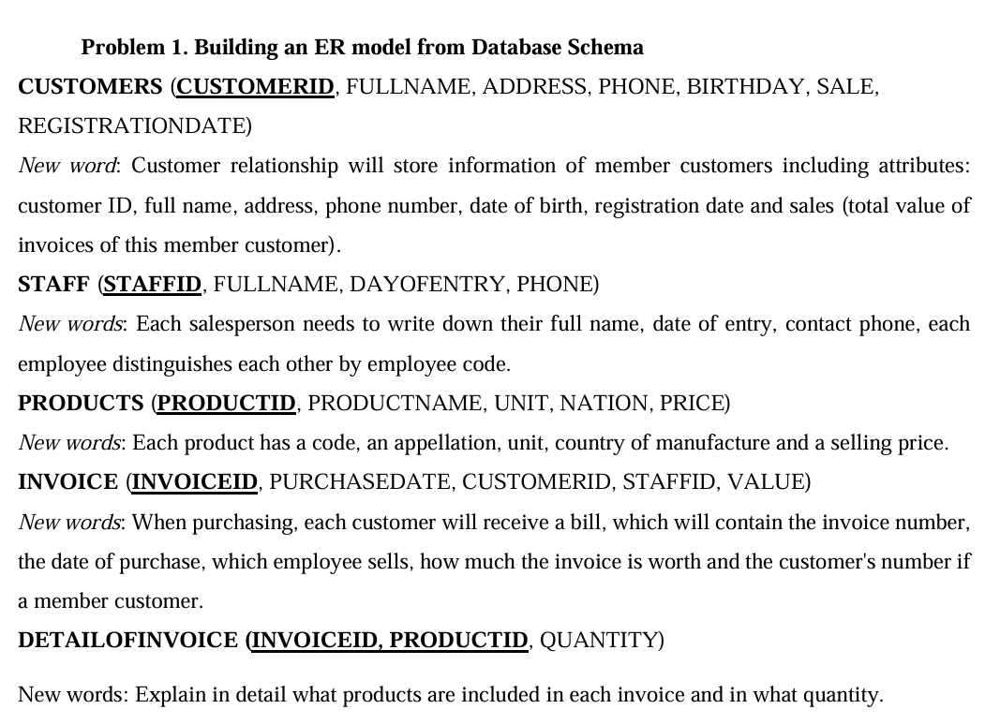 Problem 1. Building an ER model from Database Schema
CUSTOMERS (CUSTOMERID, FULLNAME, ADDRESS, PHONE, BIRTHDAY, SALE,
REGISTRATIONDATE)
New word: Customer relationship will store information of member customers including attributes:
customer ID, full name, address, phone number, date of birth, registration date and sales (total value of
invoices of this member customer).
STAFF (STAFFID, FULLNAME, DAYOFENTRY, PHONE)
New words: Each salesperson needs to write down their full name, date of entry, contact phone, each
employee distinguishes each other by employee code.
PRODUCTS (PRODUCTID, PRODUCTNAME, UNIT, NATION, PRICE)
New words: Each product has a code, an appellation, unit, country of manufacture and a selling price.
INVOICE (INVOICEID, PURCHASEDATE, CUSTOMERID, STAFFID, VALUE)
New words: When purchasing, each customer will receive a bill, which will contain the invoice number,
the date of purchase, which employee sells, how much the invoice is worth and the customer's number if
a member customer.
DETAILOFINVOICE (INVOICEID, PRODUCTID, QUANTITY)
New words: Explain in detail what products are included in each invoice and in what quantity.